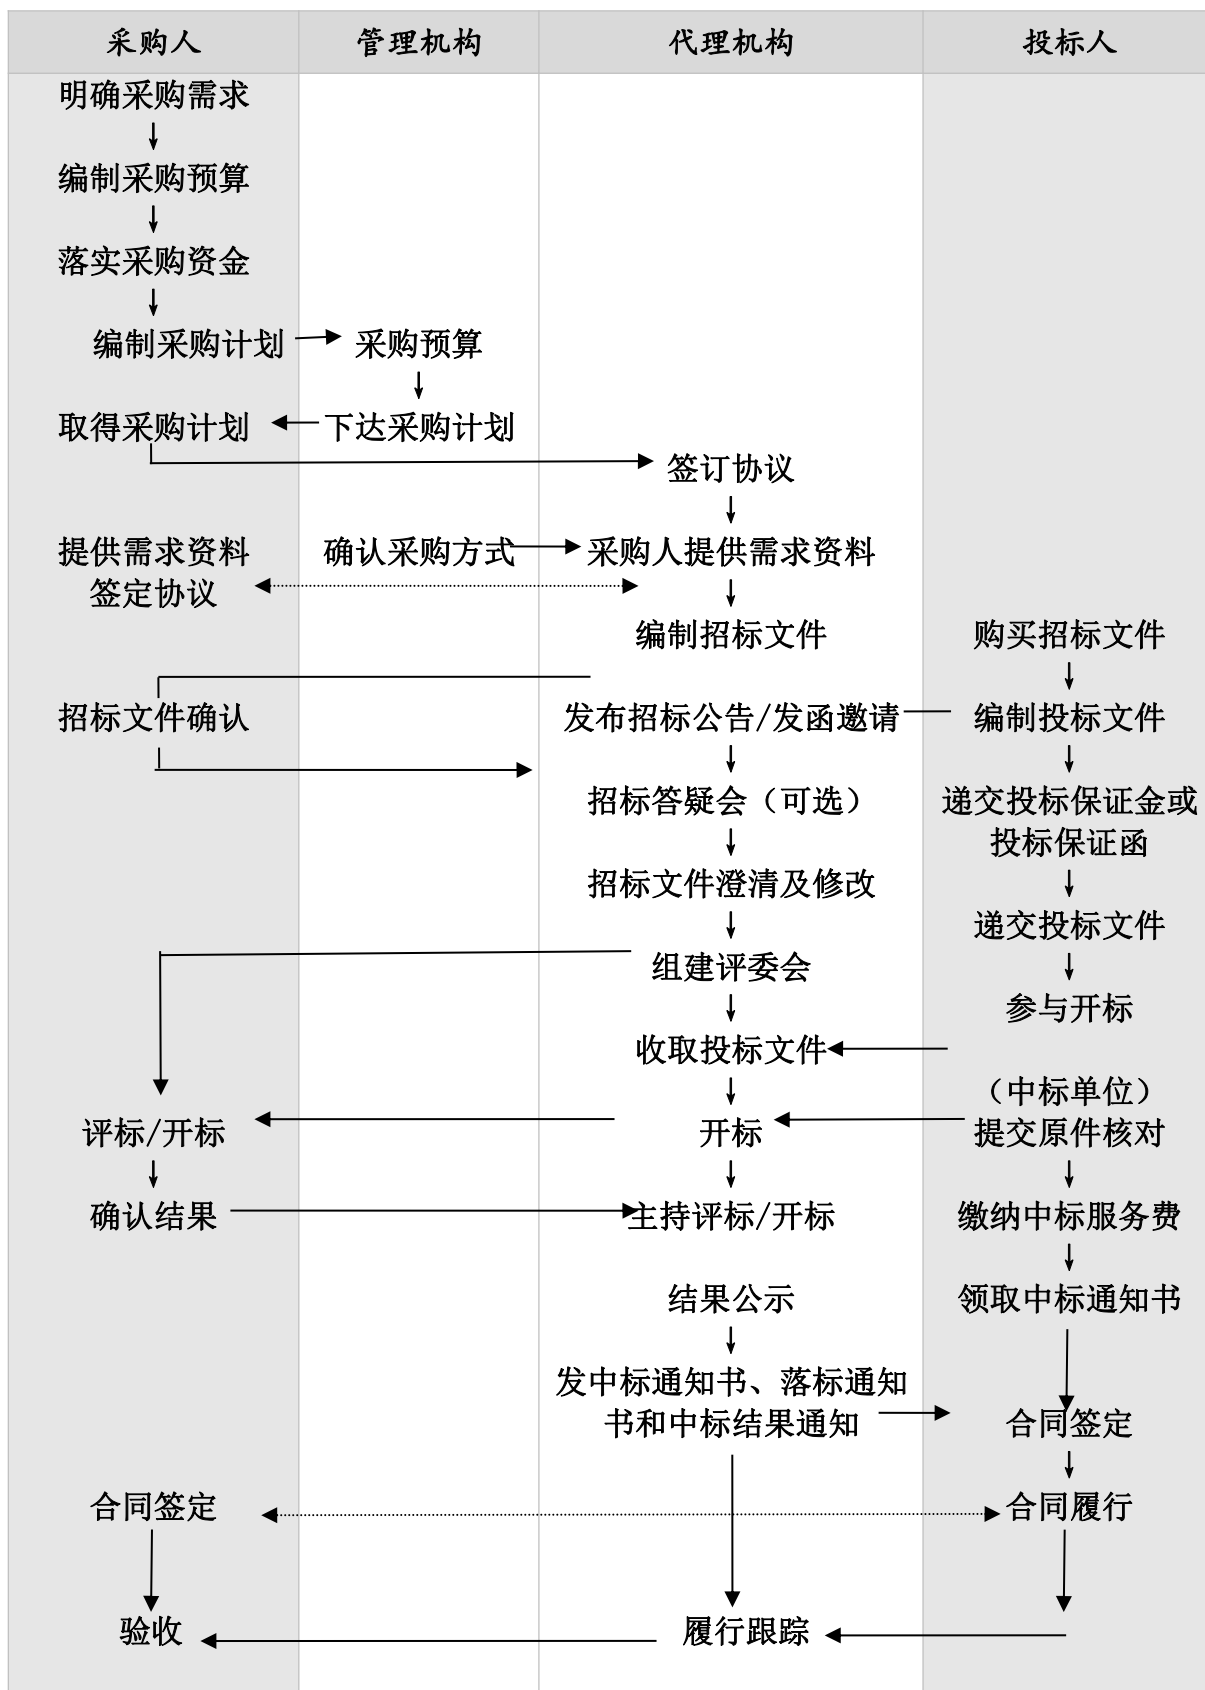 采购人
管理机构
代理机构
投标人
明确采购需求
编制采购预算
落实采购资金
编制采购计划
采购预算
取得采购计划
下达采购计划
签订协议
提供需求资料
签定协议
确认采购方式
采购人提供需求资料
编制招标文件
购买招标文件
招标文件确认
发布招标公告/发函邀请
编制投标文件
招标答疑会（可选）
递交投标保证金或
投标保证函
招标文件澄清及修改
递交投标文件
组建评委会
参与开标
收取投标文件
（中标单位）
提交原件核对
评标/开标
开标
确认结果
主持评标/开标
缴纳中标服务费
结果公示
领取中标通知书
发中标通知书、落标通知
书和中标结果通知
合同签定
合同签定
合同履行
验收
履行跟踪